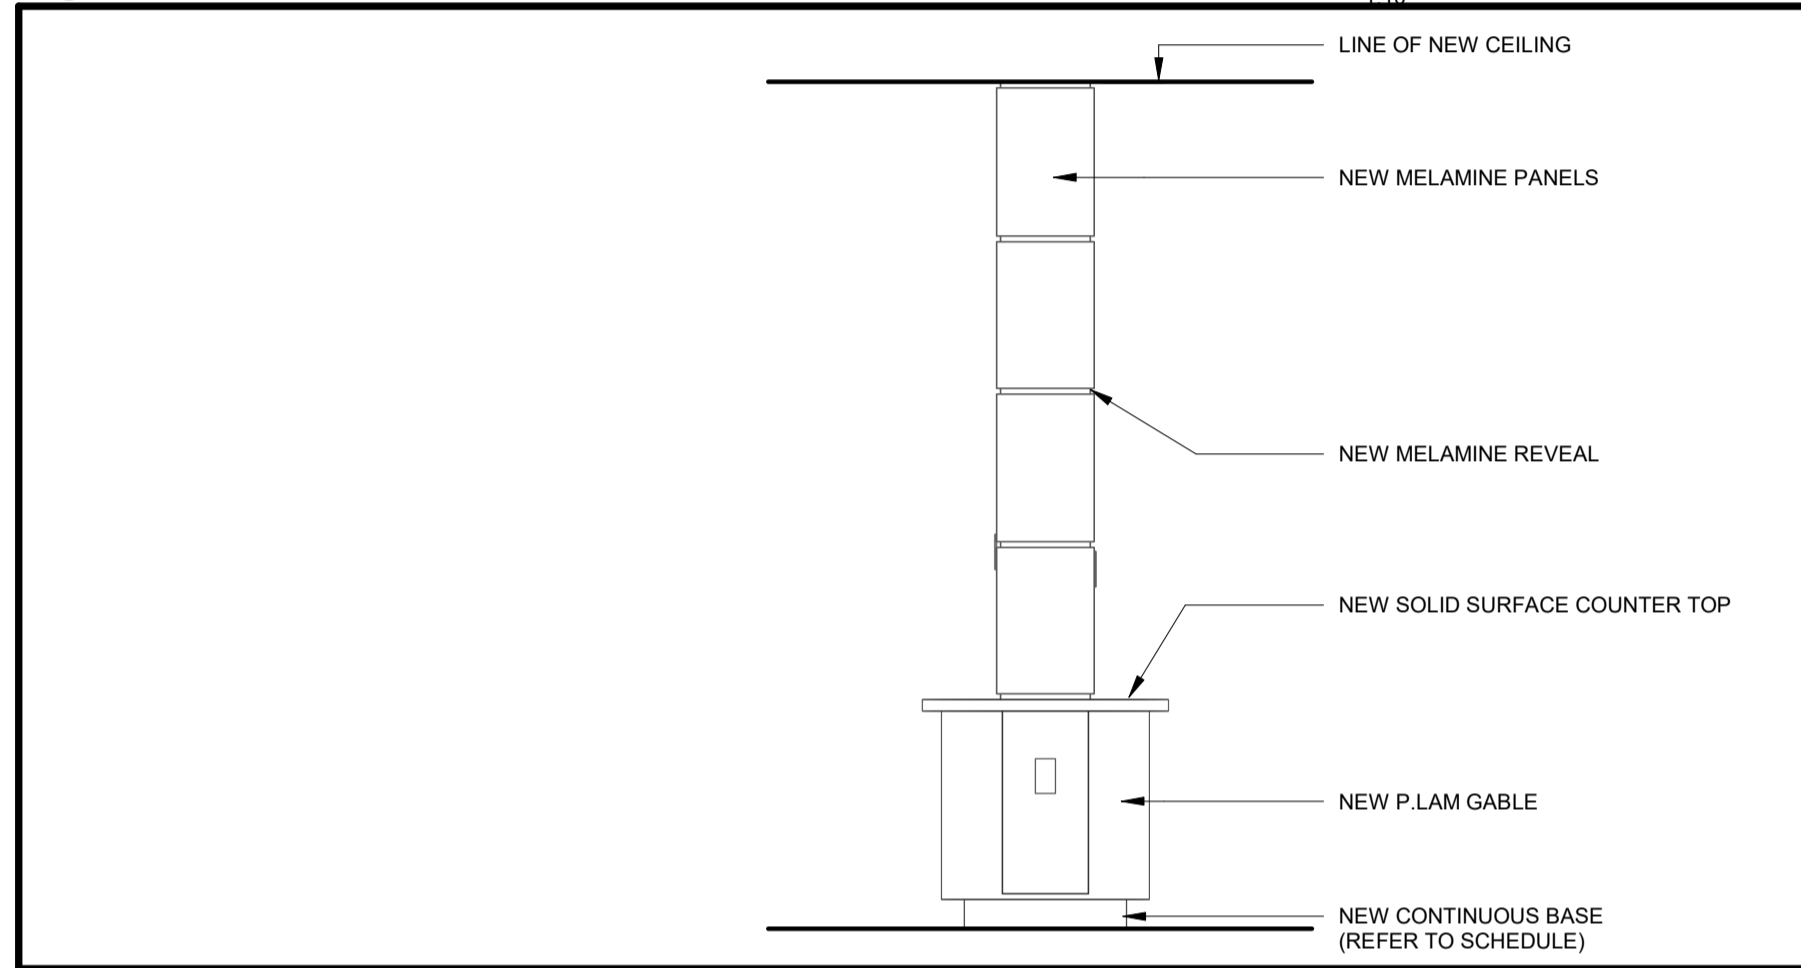 LINE OF NEW CEILING
NEW MELAMINE PANELS
NEW MELAMINE REVEAL
NEW SOLID SURFACE COUNTER TOP
NEW P.LAM GABLE
NEW CONTINUOUS BASE
(REFER TO SCHEDULE)